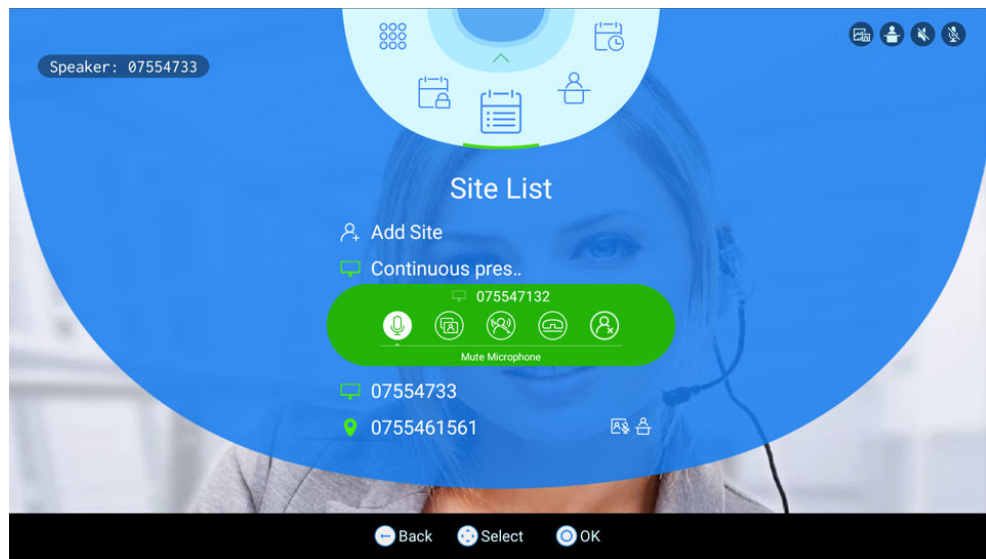 Speaker: 07554733
Site List
Add Site
Continuous pres..
075547132
Mute Microphone
07554733
0755461561
Back Select OK